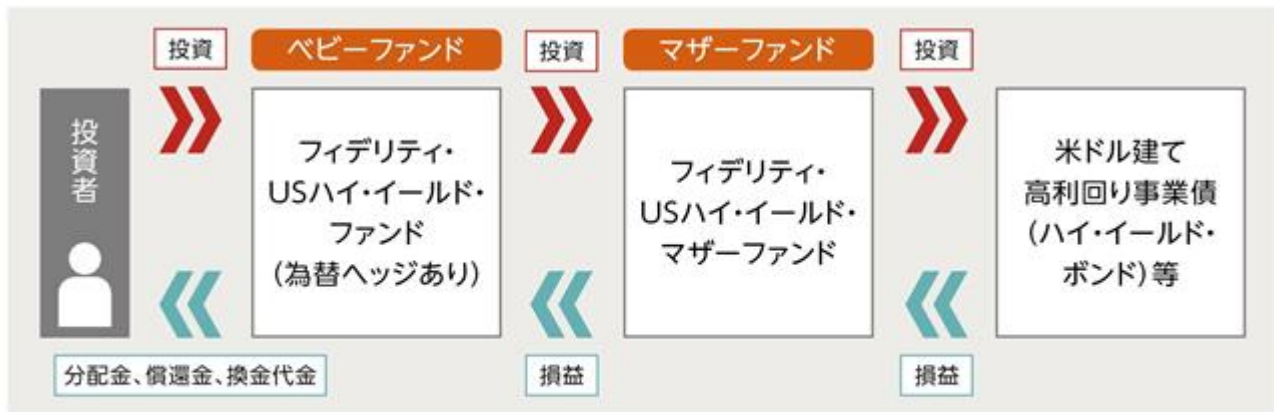 投資
ベビーファンド
投資
マザーファンド
投資
投資者
フィデリティ・
USハイ・イールド・
ファンド
(為替ヘッジあり)
フィデリティ・
USハイ・イールド・
マザーファンド
米ドル建て
高利回り事業債
(ハイ・イールド・
ボンド)等
分配金、償還金、換金代金
損益
損益